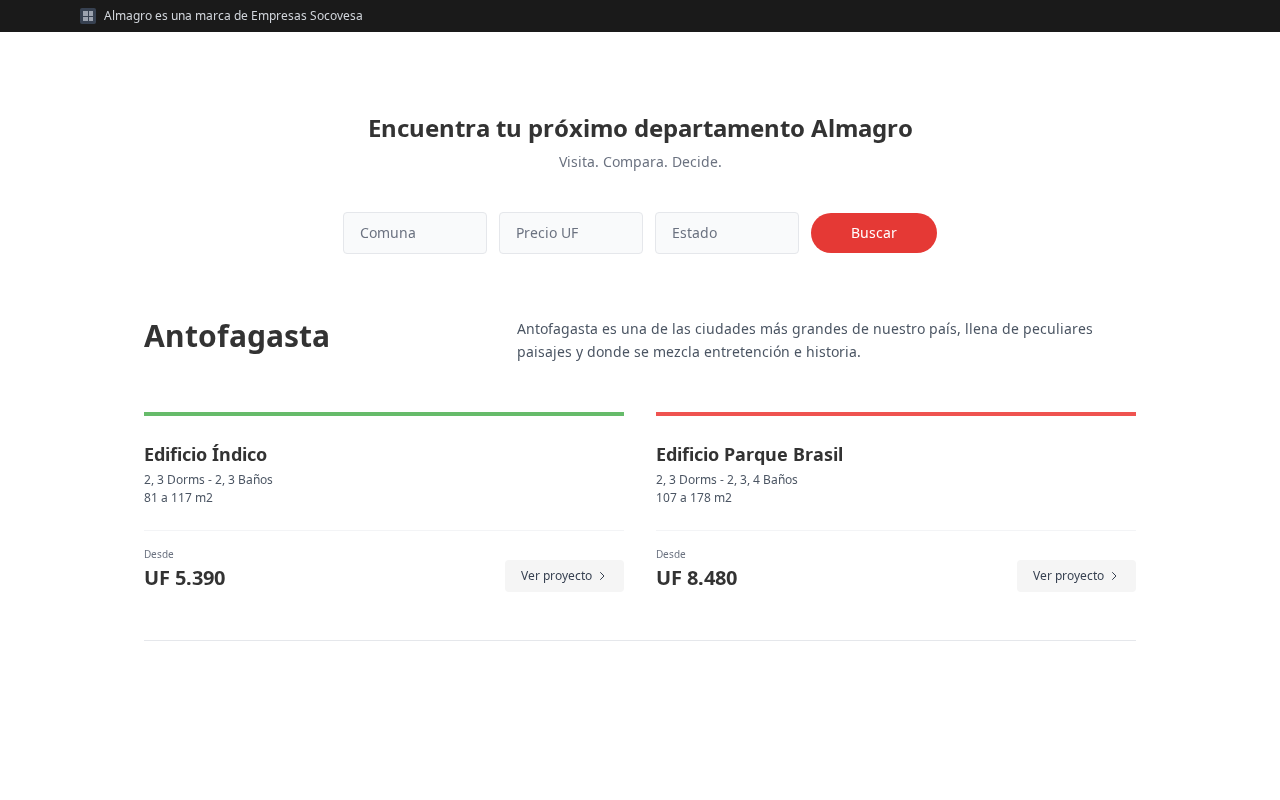 Almagro es una marca de Empresas Socovesa
Encuentra tu próximo departamento Almagro
Visita. Compara. Decide.
Comuna
Precio UF
Estado
Buscar
Antofagasta
Antofagasta es una de las ciudades más grandes de nuestro país, llena de peculiares
paisajes y donde se mezcla entretención e historia.
Edificio Índico
2, 3 Dorms - 2, 3 Baños
81 a 117 m2
Desde
UF 5.390
Ver proyecto
Edificio Parque Brasil
2, 3 Dorms - 2, 3, 4 Baños
107 a 178 m2
Desde
UF 8.480
Ver proyecto